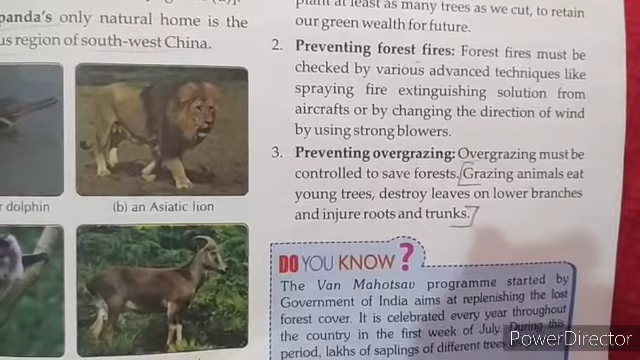 panda's only natural home is the
us region of south-west China.
r dolphin
(b) an Asiatic lion
plant at least as many trees as we cut, to retain
our green wealth for future.
2. Preventing forest fires: Forest fires must be
checked by various advanced techniques like
spraying fire extinguishing solution from
aircrafts or by changing the direction of wind
by using strong blowers.
3. Preventing overgrazing: Overgrazing must be
controlled to save forests. Grazing animals eat
young trees, destroy leaves on lower branches
and injure roots and trunks.
DO YOU KNOW ?
The Van Mahotsav programme started by
Government of India aims at replenishing the lost
forest cover. It is celebrated every year throughout
the country in the first week of July. During this
period, lakhs of saplings of different trees
PowerDirector